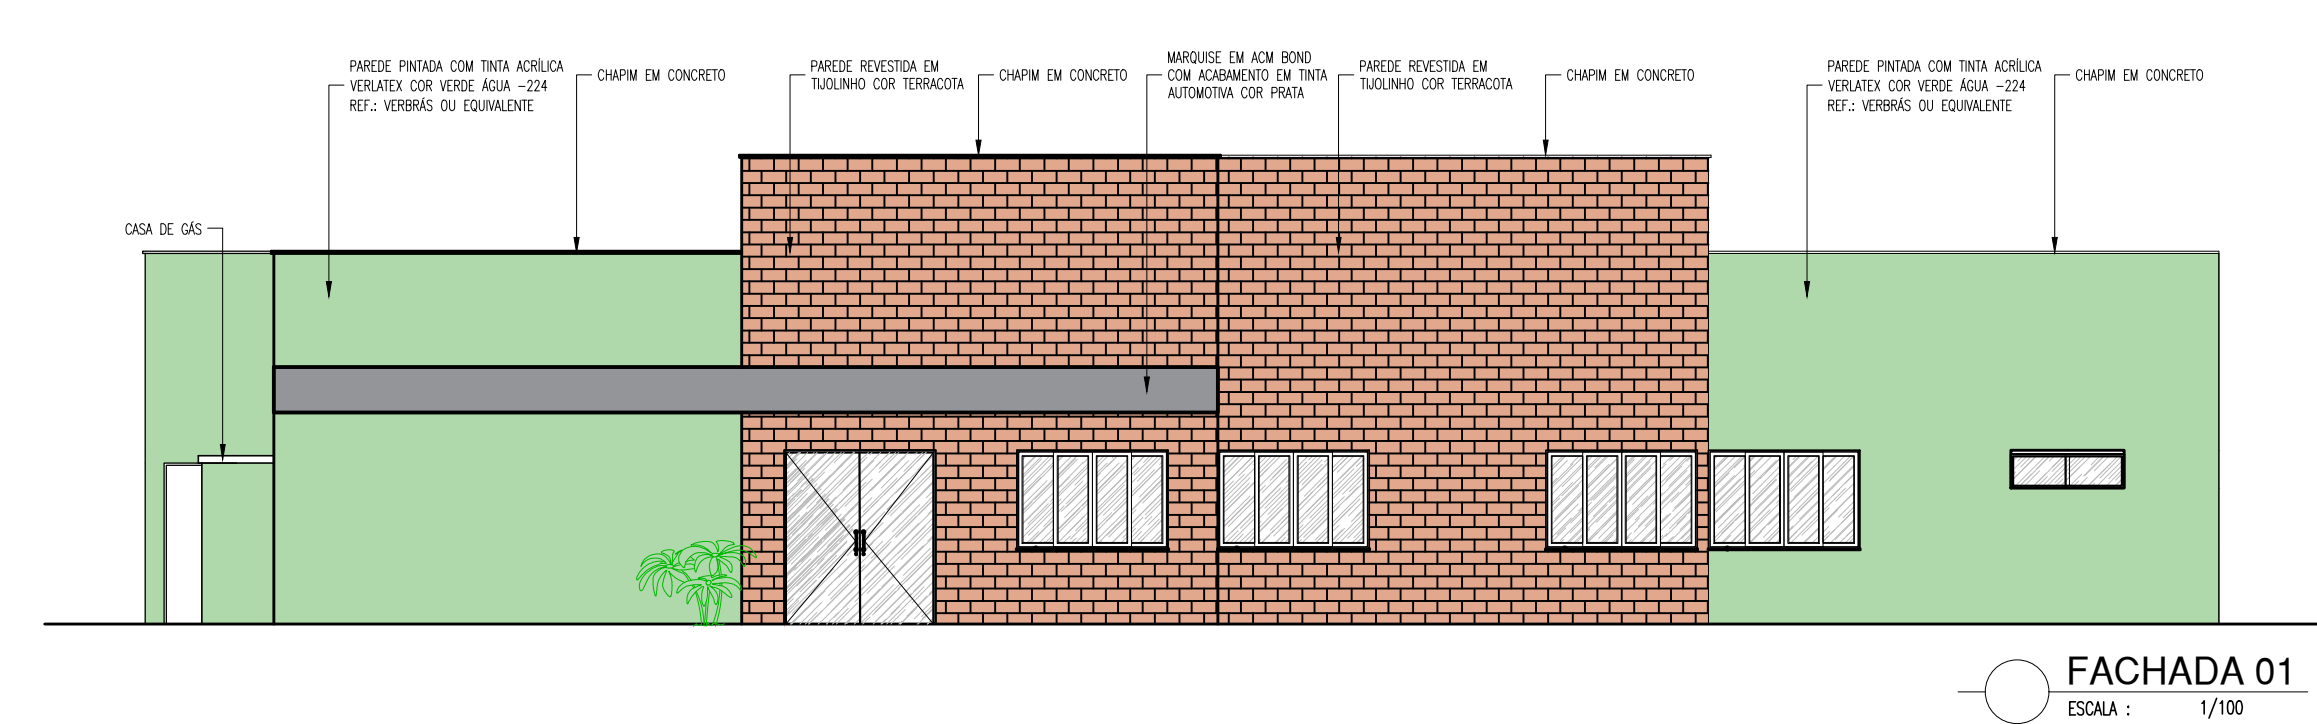 PAREDE PINTADA COM TINTA ACRÍLICA
VERLATEX COR VERDE ÁGUA -224
REF.: VERBRÁS OU EQUIVALENTE
CHAPIM EM CONCRETO
PAREDE REVESTIDA EM
TIJOLINHO COR TERRACOTA
CHAPIM EM CONCRETO
MARQUISE EM ACM BOND
COM ACABAMENTO EM TINTA
AUTOMOTIVA COR PRATA
PAREDE REVESTIDA EM
TIJOLINHO COR TERRACOTA
CHAPIM EM CONCRETO
PAREDE PINTADA COM TINTA ACRÍLICA
VERLATEX COR VERDE ÁGUA -224
REF.: VERBRÁS OU EQUIVALENTE
CHAPIM EM CONCRETO
CASA DE GÁS
FACHADA 01
ESCALA : 1/100